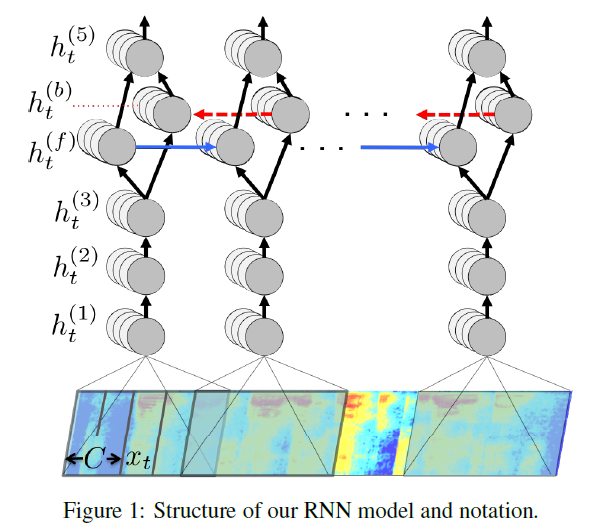 h_t^{(5)}
h_t^{(b)}
h_t^{(f)}
h_t^{(3)}
h_t^{(2)}
h_t^{(1)}
C x_t
Figure 1: Structure of our RNN model and notation.